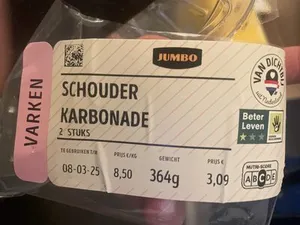 JUMBO
VARKEN
SCHOUDER
KARBONADE
2 STUKS
TE GEBRUIKEN T/M
08-03-25
PRIJS €/KG
8,50
GEWICHT
364g
PRIJS €
3,09
VAN DICHTBIJ
Beter
Leven
NUTRI-SCORE
A B C D E